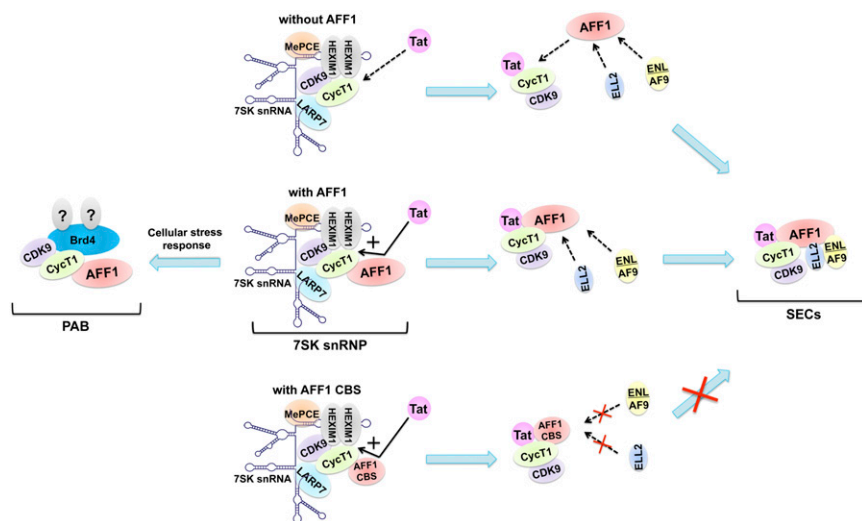 without AFF1
MePCE
HEXIM1
HEXIM1
Tat
CDK9
CycT1
7SK snRNA
LARP7
AFF1
Tat
CycT1
CDK9
ELL2
ENL
AF9
with AFF1
MePCE
HEXIM1
HEXIM1
Tat
CDK9
+
CycT1
AFF1
7SK snRNA
LARP7
7SK snRNP
Cellular stress
response
?
?
Brd4
CDK9
CycT1
AFF1
PAB
Tat
AFF1
CycT1
CDK9
ELL2
ENL
AF9
Tat
AFF1
CycT1
CDK9
ELL2
ENL
AF9
SECs
with AFF1 CBS
MePCE
HEXIM1
HEXIM1
Tat
CDK9
+
CycT1
AFF1
CBS
7SK snRNA
LARP7
Tat
AFF1
CBS
CycT1
CDK9
ENL
AF9
ELL2